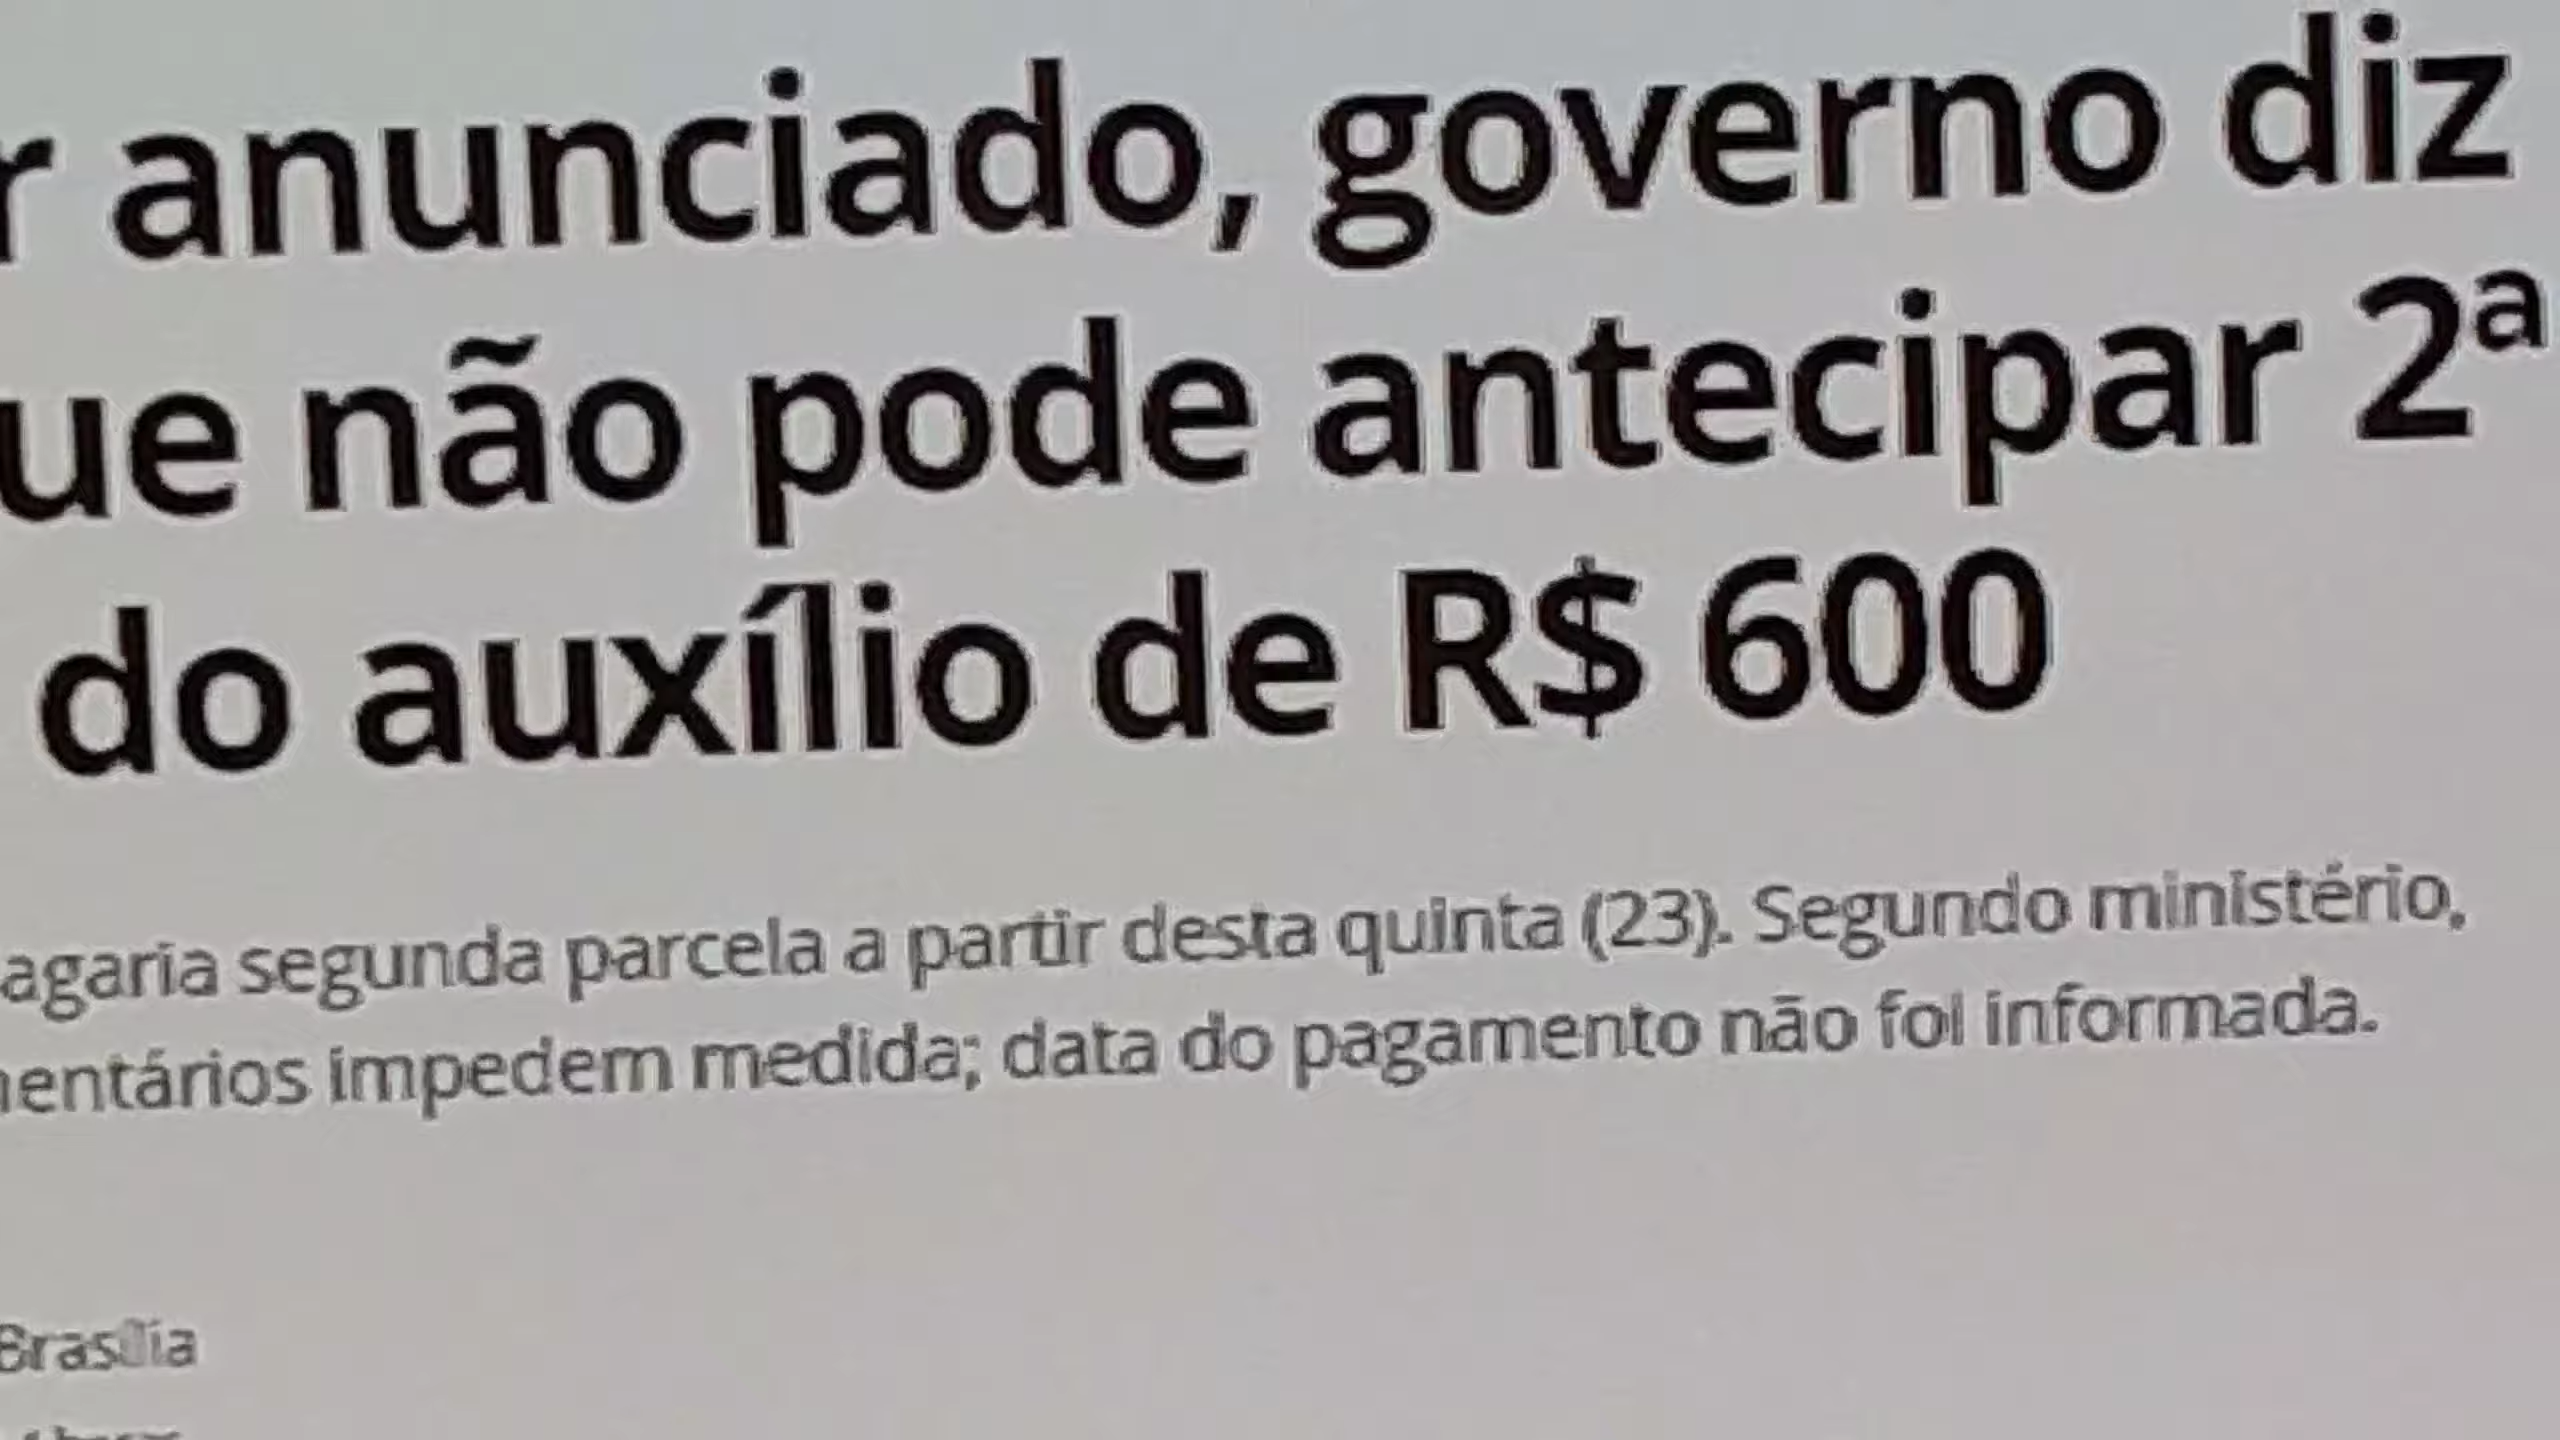 r anunciado, governo diz
ue não pode antecipar 2ª
do auxílio de R$ 600
agaria segunda parcela a partir desta quinta (23). Segundo ministério,
entários impedem medida; data do pagamento não foi informada.
Brasília